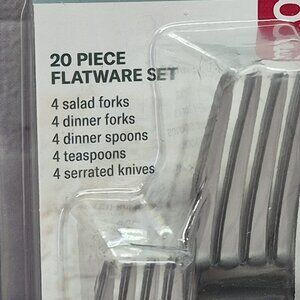 20 PIECE
FLATWARE SET
4 salad forks
4 dinner forks
4 dinner spoons
4 teaspoons
4 serrated knives